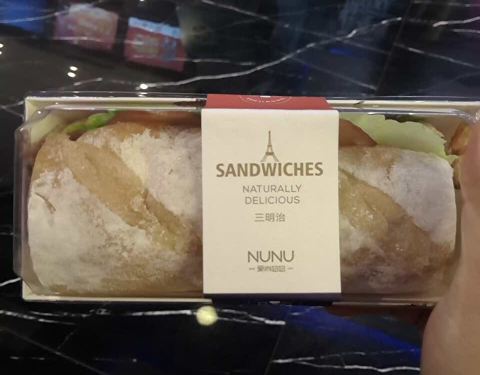 SANDWICHES
NATURALLY
DELICIOUS
三明治
NUNU